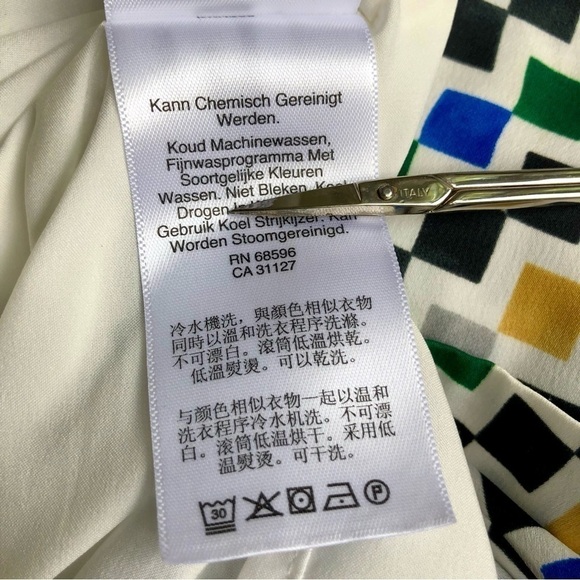 Kann Chemisch Gereinigt
Werden.
Koud Machinewassen,
Fijnwasprogramma Met
Soortgelijke Kleuren
Wassen. Niet Bleken.
Drogen
Gebruik Koel Strijkijzer. Kan
Worden Stoomgereinigd.
RN 68596
CA 31127
ITALY
冷水機洗，與顏色相似衣物
同時以溫和洗衣程序洗滌。
不可漂白。滾筒低溫烘乾。
低溫熨燙。可以乾洗。
与颜色相似衣物一起以温和
洗衣程序冷水机洗。不可漂
白。滚筒低温烘干。采用低
温熨烫。可干洗。
30
P